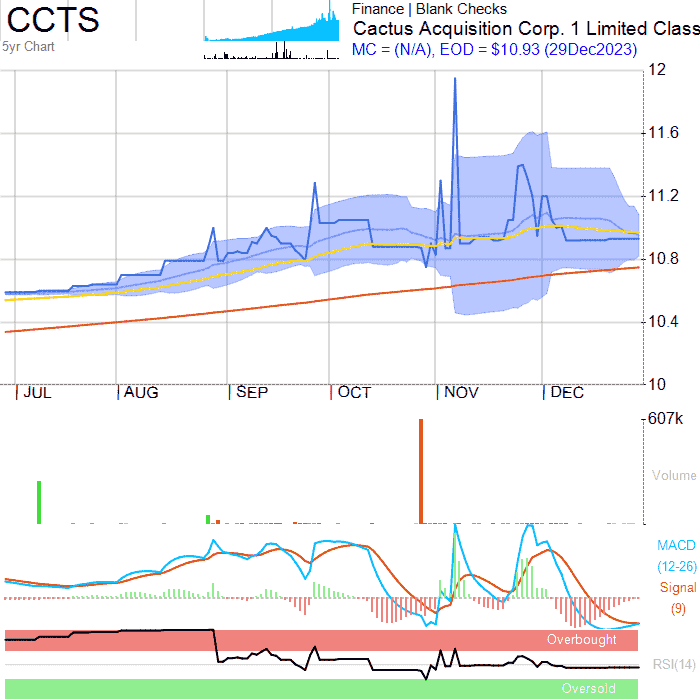 CCTS
5yr Chart
Finance | Blank Checks
Cactus Acquisition Corp. 1 Limited Class
MC = (N/A), EOD = $10.93 (29Dec2023)
12
11.6
11.2
10.8
10.4
10
JUL AUG SEP OCT NOV DEC
607k
Volume
MACD
(12-26)
Signal
(9)
Overbought
RSI(14)
Oversold